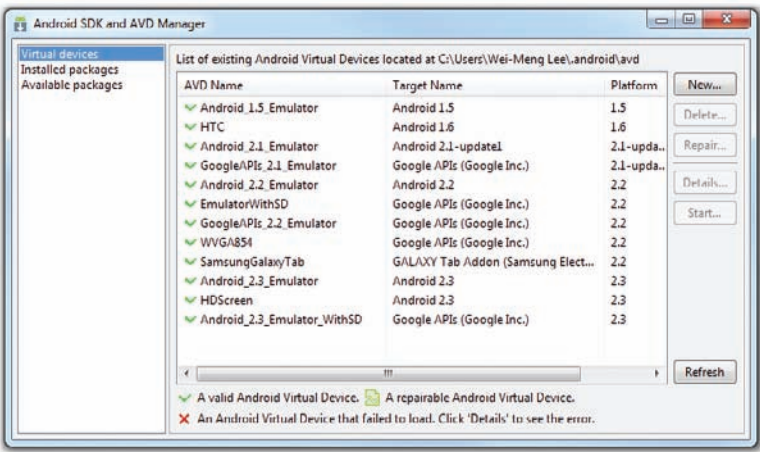 Android SDK and AVD Manager
Virtual devices
Installed packages
Available packages
List of existing Android Virtual Devices located at C:\Users\Wei-Meng Lee\.android\avd
AVD Name Target Name Platform
Android_1.5_Emulator Android 1.5 1.5
HTC Android 1.6 1.6
Android_2.1_Emulator Android 2.1-update1 2.1-upda...
GoogleAPIs_2.1_Emulator Google APIs (Google Inc.) 2.1-upda...
Android_2.2_Emulator Android 2.2 2.2
EmulatorWithSD Google APIs (Google Inc.) 2.2
GoogleAPIs_2.2_Emulator Google APIs (Google Inc.) 2.2
WVGA854 Google APIs (Google Inc.) 2.2
SamsungGalaxyTab GALAXY Tab Addon (Samsung Elect... 2.2
Android_2.3_Emulator Android 2.3 2.3
HDScreen Android 2.3 2.3
Android_2.3_Emulator_WithSD Google APIs (Google Inc.) 2.3
New...
Delete...
Repair...
Details...
Start...
Refresh
A valid Android Virtual Device. A repairable Android Virtual Device.
An Android Virtual Device that failed to load. Click 'Details' to see the error.